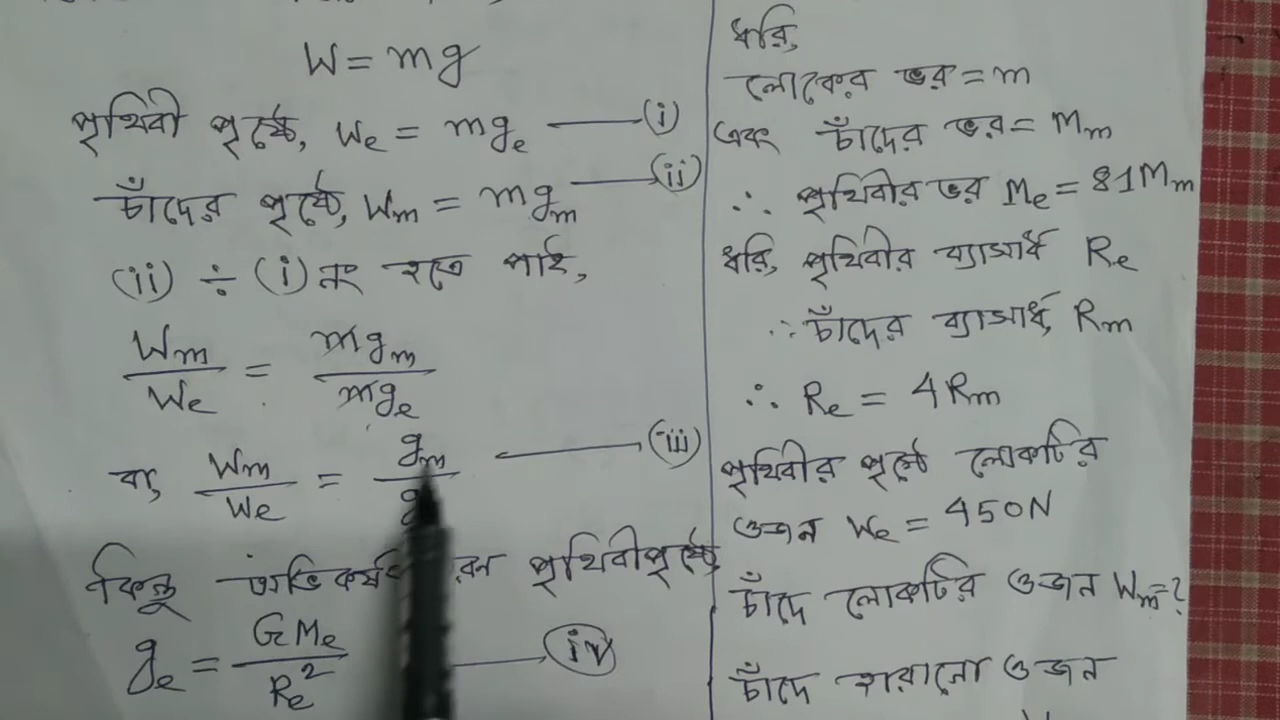 W = mg
পৃথিবী পৃষ্ঠে, We = mge —— (i)
চাঁদের পৃষ্ঠে, Wm = mgm —— (ii)
(ii) ÷ (i) নং হতে পাই,
Wm/We = mgm/mge
বা, Wm/We = gm/g —— (iii)
কিন্তু পৃথিবীপৃষ্ঠে
ge = GMe/Re² —— (iv)
ধরি,
লোকের ভর = m
এবং চাঁদের ভর = Mm
∴ পৃথিবীর ভর Me = 81Mm
ধরি, পৃথিবীর ব্যাসার্ধ Re
∴ চাঁদের ব্যাসার্ধ, Rm
∴ Re = 4Rm
পৃথিবীর পৃষ্ঠে লোকটির
ওজন We = 450N
চাঁদে লোকটির ওজন Wm=?
চাঁদে হারানো ওজন